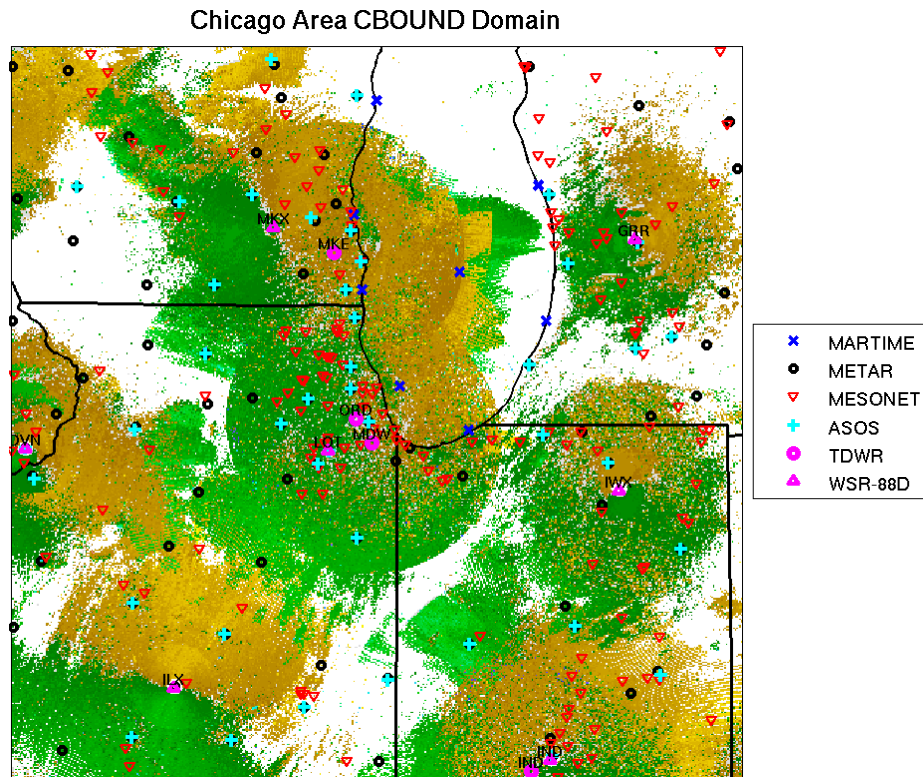 Chicago Area CBOUND Domain
MKX
MKE
GRR
ORD
MDW
LOT
DVN
IWX
ILX
IND
IND
MARTIME
METAR
MESONET
ASOS
TDWR
WSR-88D